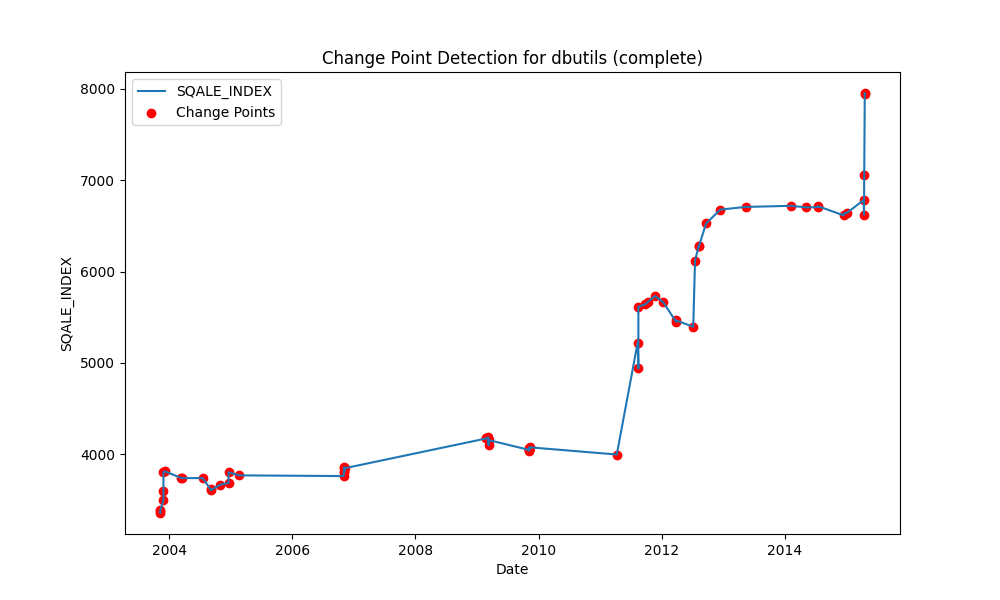 Change Point Detection for dbutils (complete)
SQALE_INDEX
Change Points
8000
7000
6000
5000
4000
SQALE_INDEX
2004 2006 2008 2010 2012 2014
Date